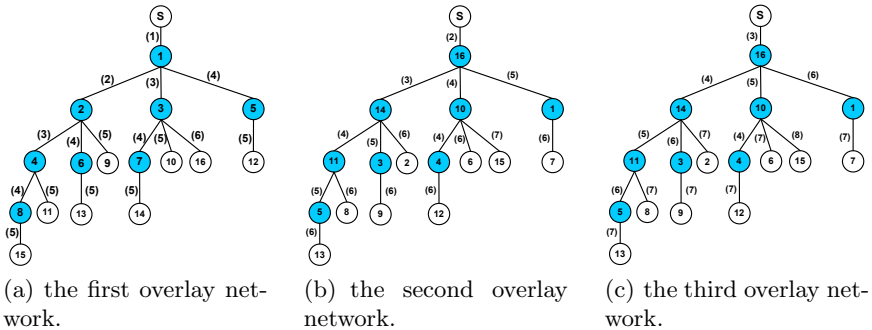 S
(1)
1
(2) (3) (4)
2 3 5
(3) (4) (5) (4) (5) (6) (5)
4 6 9 7 10 16 12
(4) (5) (5) (5)
8 11 13 14
(5)
15
(a) the first overlay net-
work.
S
(2)
16
(3) (4) (5)
14 10 1
(4) (5) (6) (4) (6) (7) (6)
11 3 2 4 6 15 7
(5) (6) (6) (6)
5 8 9 12
(6)
13
(b) the second overlay
network.
S
(3)
16
(4) (5) (6)
14 10 1
(5) (6) (7) (4) (7) (8) (7)
11 3 2 4 6 15 7
(6) (7) (7) (7)
5 8 9 12
(7)
13
(c) the third overlay net-
work.